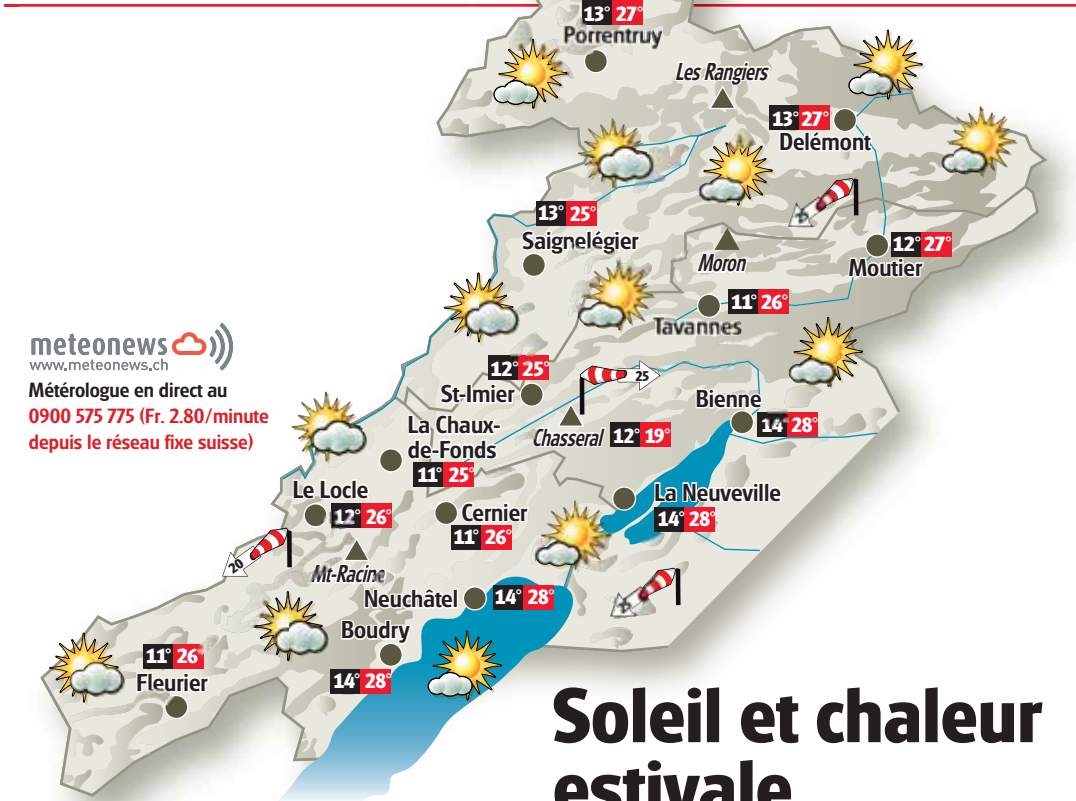 13° 27°
Porrentruy
Les Rangiers
13° 27°
Delémont
13° 25°
Saignelégier
Moron
12° 27°
Moutier
11° 26°
Tavannes
meteonews
www.meteonews.ch
Météorologue en direct au
0900 575 775 (Fr. 2.80/minute
depuis le réseau fixe suisse)
12° 25°
St-Imier
25
Chasseral 12° 19°
Bienne
14° 28°
La Chaux-
de-Fonds
11° 25°
Le Locle
12° 26°
Cernier
11° 26°
La Neuveville
14° 28°
20
Mt-Racine
Neuchâtel 14° 28°
Boudry
14° 28°
11° 26
Fleurier
Soleil et chaleur
estivale